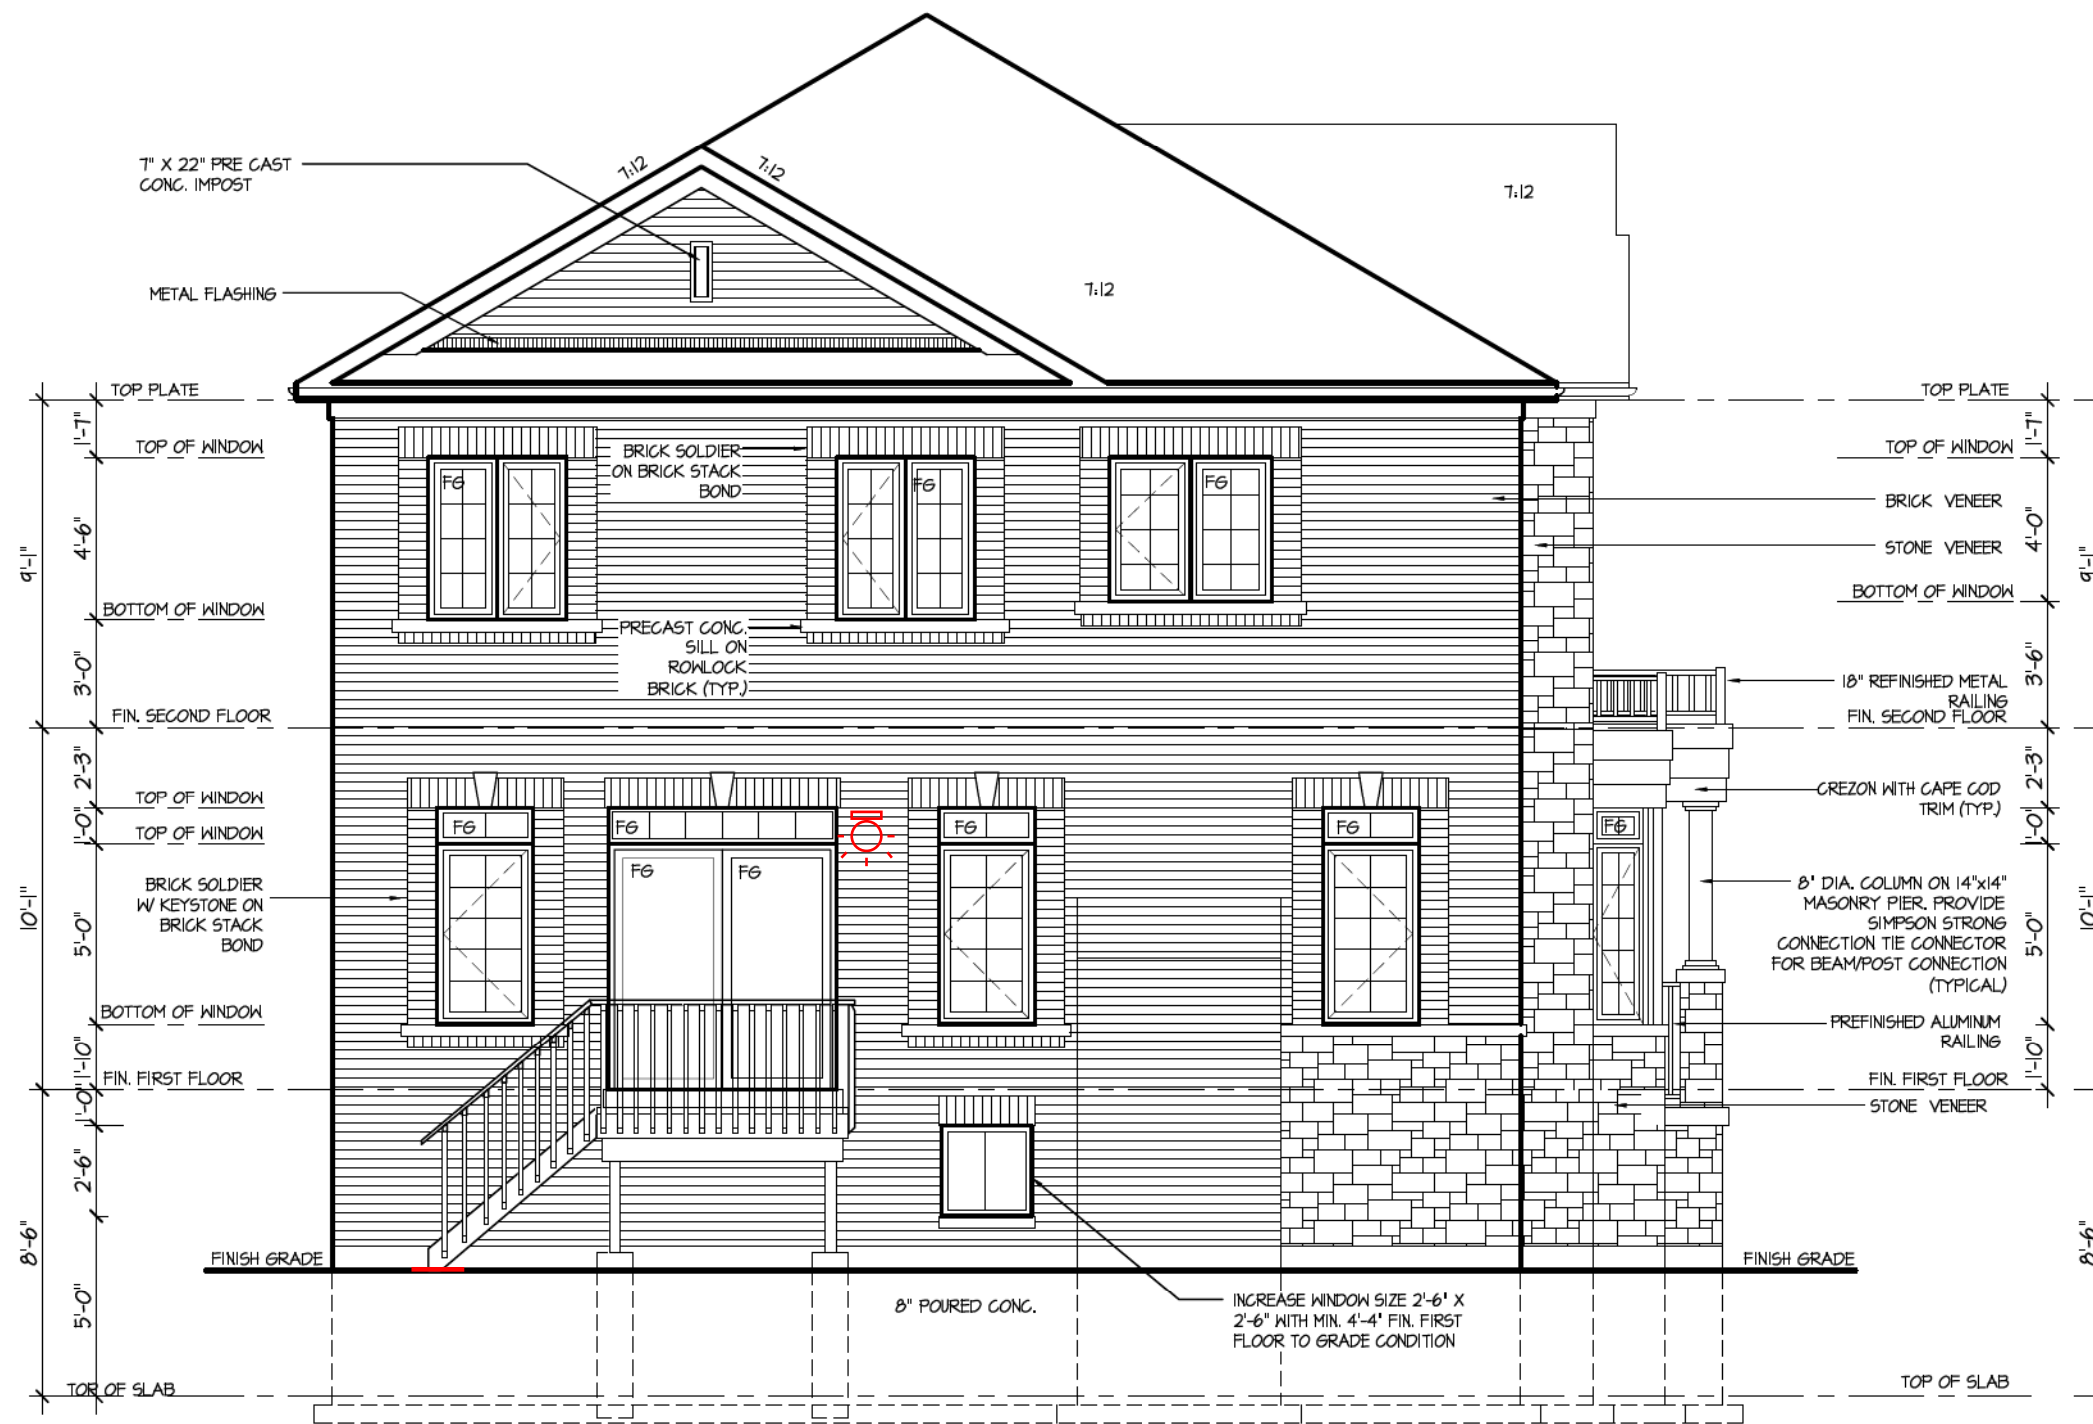 7" X 22" PRE CAST
CONC. IMPOST
METAL FLASHING
7:12
7:12
7:12
7:12
TOP PLATE
TOP OF WINDOW
BOTTOM OF WINDOW
FIN. SECOND FLOOR
TOP OF WINDOW
TOP OF WINDOW
BRICK SOLDIER
W/ KEYSTONE ON
BRICK STACK
BOND
BOTTOM OF WINDOW
FIN. FIRST FLOOR
FINISH GRADE
TOP OF SLAB
9'-1"
10'-1"
8'-6"
1'-7"
4'-6"
3'-0"
2'-3"
1'-0"
5'-0"
1'-10"
1'-0"
2'-6"
5'-0"
FG
BRICK SOLDIER
ON BRICK STACK
BOND
FG
FG
PRECAST CONC.
SILL ON
ROWLOCK
BRICK (TYP.)
FG
FG
FG
FG
FG
FG
FG
8" POURED CONC.
INCREASE WINDOW SIZE 2'-6" X
2'-6" WITH MIN. 4'-4" FIN. FIRST
FLOOR TO GRADE CONDITION
TOP PLATE
TOP OF WINDOW
BRICK VENEER
STONE VENEER
BOTTOM OF WINDOW
18" REFINISHED METAL
RAILING
FIN. SECOND FLOOR
CREZON WITH CAPE COD
TRIM (TYP.)
8" DIA. COLUMN ON 14"x14"
MASONRY PIER. PROVIDE
SIMPSON STRONG
CONNECTION TIE CONNECTOR
FOR BEAM/POST CONNECTION
(TYPICAL)
PREFINISHED ALUMINUM
RAILING
FIN. FIRST FLOOR
STONE VENEER
FINISH GRADE
TOP OF SLAB
1'-7"
4'-0"
3'-6"
2'-3"
1'-0"
5'-0"
1'-10"
9'-1"
10'-1"
8'-6"